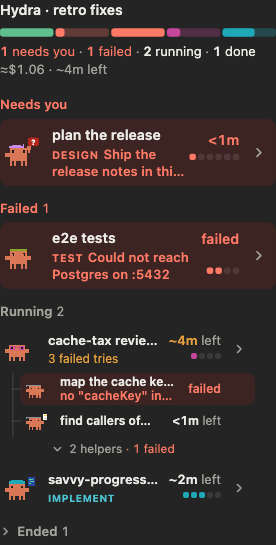 Hydra · retro fixes
1 needs you · 1 failed · 2 running · 1 done
≈$1.06 · ~4m left
Needs you
plan the release <1m
DESIGN Ship the
release notes in thi...
Failed 1
e2e tests failed
TEST Could not reach
Postgres on :5432
Running 2
cache-tax revie... ~4m left
3 failed tries
map the cache ke... failed
no "cacheKey" in...
find callers of... <1m left
2 helpers · 1 failed
savvy-progress... ~2m left
IMPLEMENT
Ended 1